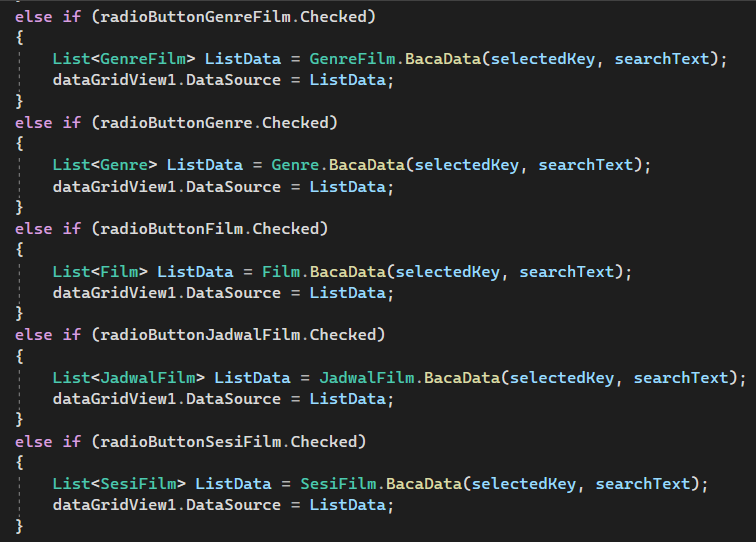 else if (radioButtonGenreFilm.Checked)
{
List<GenreFilm> ListData = GenreFilm.BacaData(selectedKey, searchText);
dataGridView1.DataSource = ListData;
}
else if (radioButtonGenre.Checked)
{
List<Genre> ListData = Genre.BacaData(selectedKey, searchText);
dataGridView1.DataSource = ListData;
}
else if (radioButtonFilm.Checked)
{
List<Film> ListData = Film.BacaData(selectedKey, searchText);
dataGridView1.DataSource = ListData;
}
else if (radioButtonJadwalFilm.Checked)
{
List<JadwalFilm> ListData = JadwalFilm.BacaData(selectedKey, searchText);
dataGridView1.DataSource = ListData;
}
else if (radioButtonSesiFilm.Checked)
{
List<SesiFilm> ListData = SesiFilm.BacaData(selectedKey, searchText);
dataGridView1.DataSource = ListData;
}